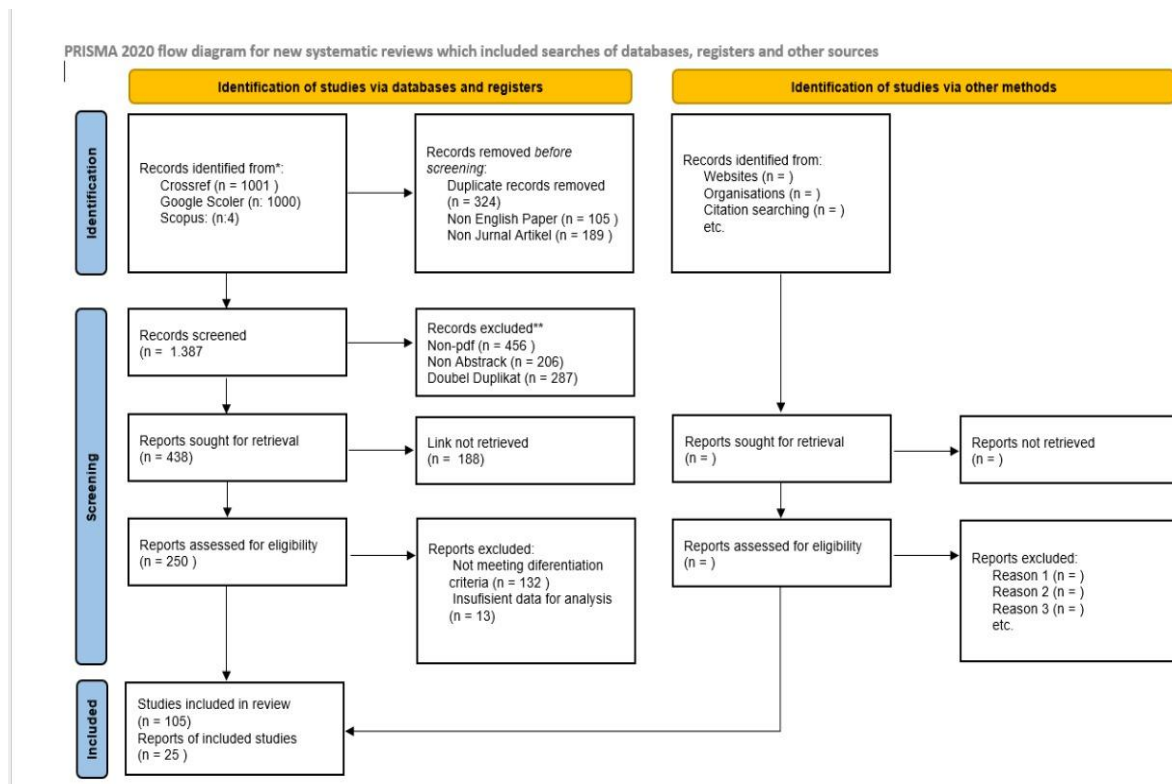 PRISMA 2020 flow diagram for new systematic reviews which included searches of databases, registers and other sources
Identification of studies via databases and registers
Identification of studies via other methods
Identification
Records identified from*:
Crossref (n = 1001 )
Google Scoler (n: 1000)
Scopus: (n:4)
Records removed before
screening:
Duplicate records removed
(n = 324)
Non English Paper (n = 105 )
Non Jurnal Artikel (n = 189 )
Records identified from:
Websites (n = )
Organisations (n = )
Citation searching (n = )
etc.
Screening
Records screened
(n = 1.387
Records excluded**
Non-pdf (n = 456 )
Non Abstrack (n = 206)
Doubel Duplikat (n = 287)
Reports sought for retrieval
(n = 438)
Link not retrieved
(n = 188)
Reports sought for retrieval
(n = )
Reports not retrieved
(n = )
Reports assessed for eligibility
(n = 250 )
Reports excluded:
Not meeting diferentiation
criteria (n = 132 )
Insufisient data for analysis
(n = 13)
Reports assessed for eligibility
(n = )
Reports excluded:
Reason 1 (n = )
Reason 2 (n = )
Reason 3 (n = )
etc.
Included
Studies included in review
(n = 105)
Reports of included studies
(n = 25 )